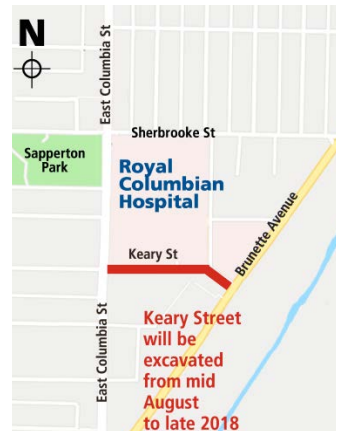 N
East Columbia St
Sherbrooke St
Sapperton
Park
Royal
Columbian
Hospital
Keary St
Brunette Avenue
East Columbia St
Keary Street
will be
excavated
from mid
August
to late 2018